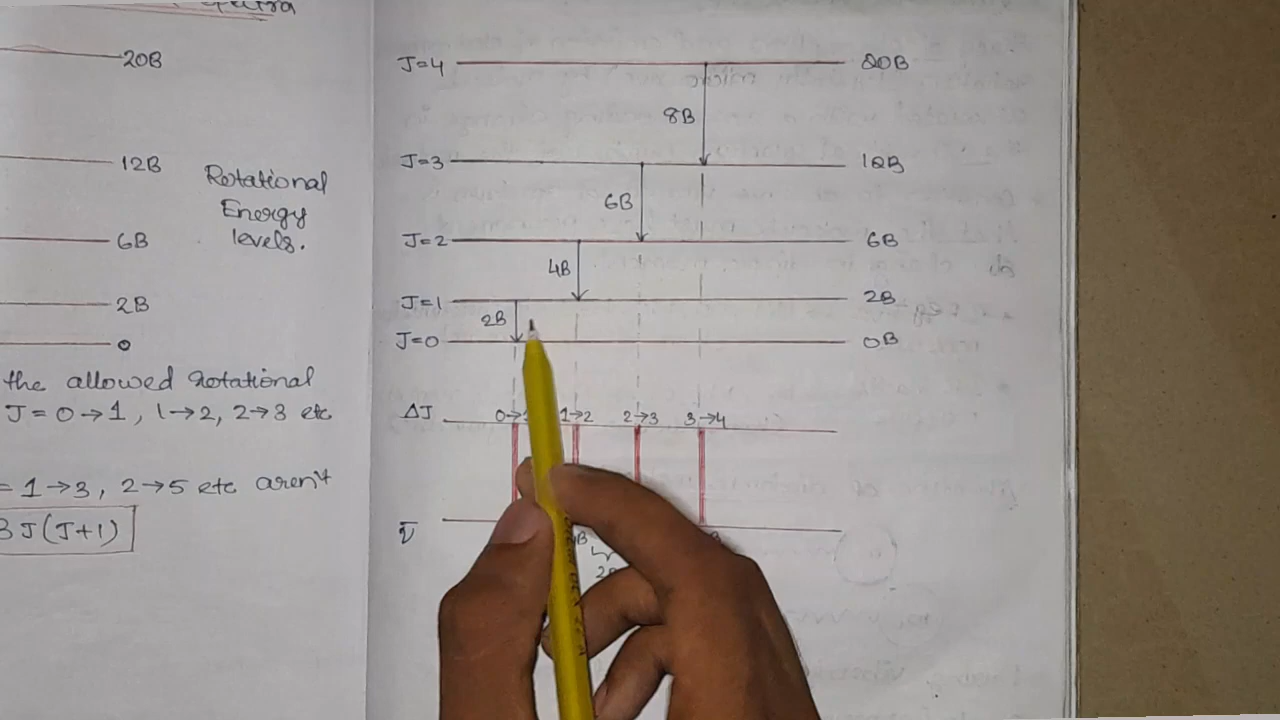 20B
12B
Rotational
Energy
levels.
6B
2B
0
the allowed rotational
J = 0→1, 1→2, 2→3 etc
= 1→3, 2→5 etc aren't
BJ(J+1)
J=4 20B
8B
J=3 12B
6B
J=2 6B
4B
J=1 2B
2B
J=0 0B
ΔJ 0→1 1→2 2→3 3→4
ν̅